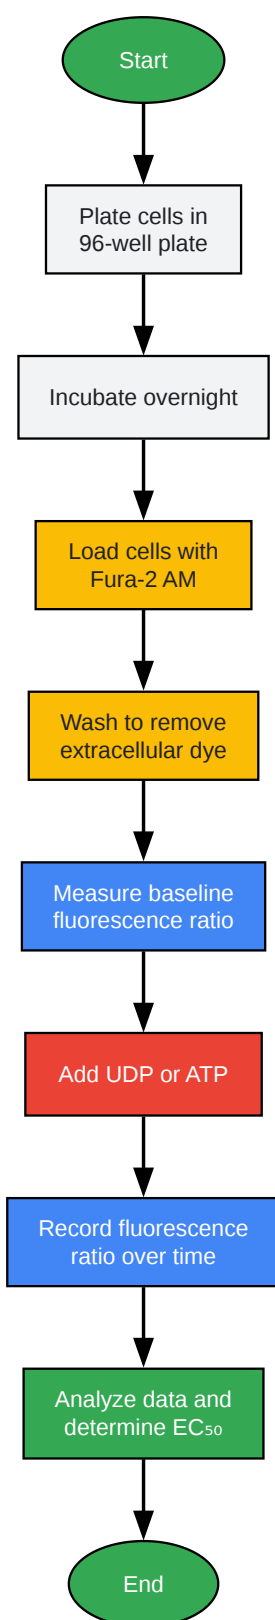 Start
Plate cells in
96-well plate
Incubate overnight
Load cells with
Fura-2 AM
Wash to remove
extracellular dye
Measure baseline
fluorescence ratio
Add UDP or ATP
Record fluorescence
ratio over time
Analyze data and
determine EC₅₀
End